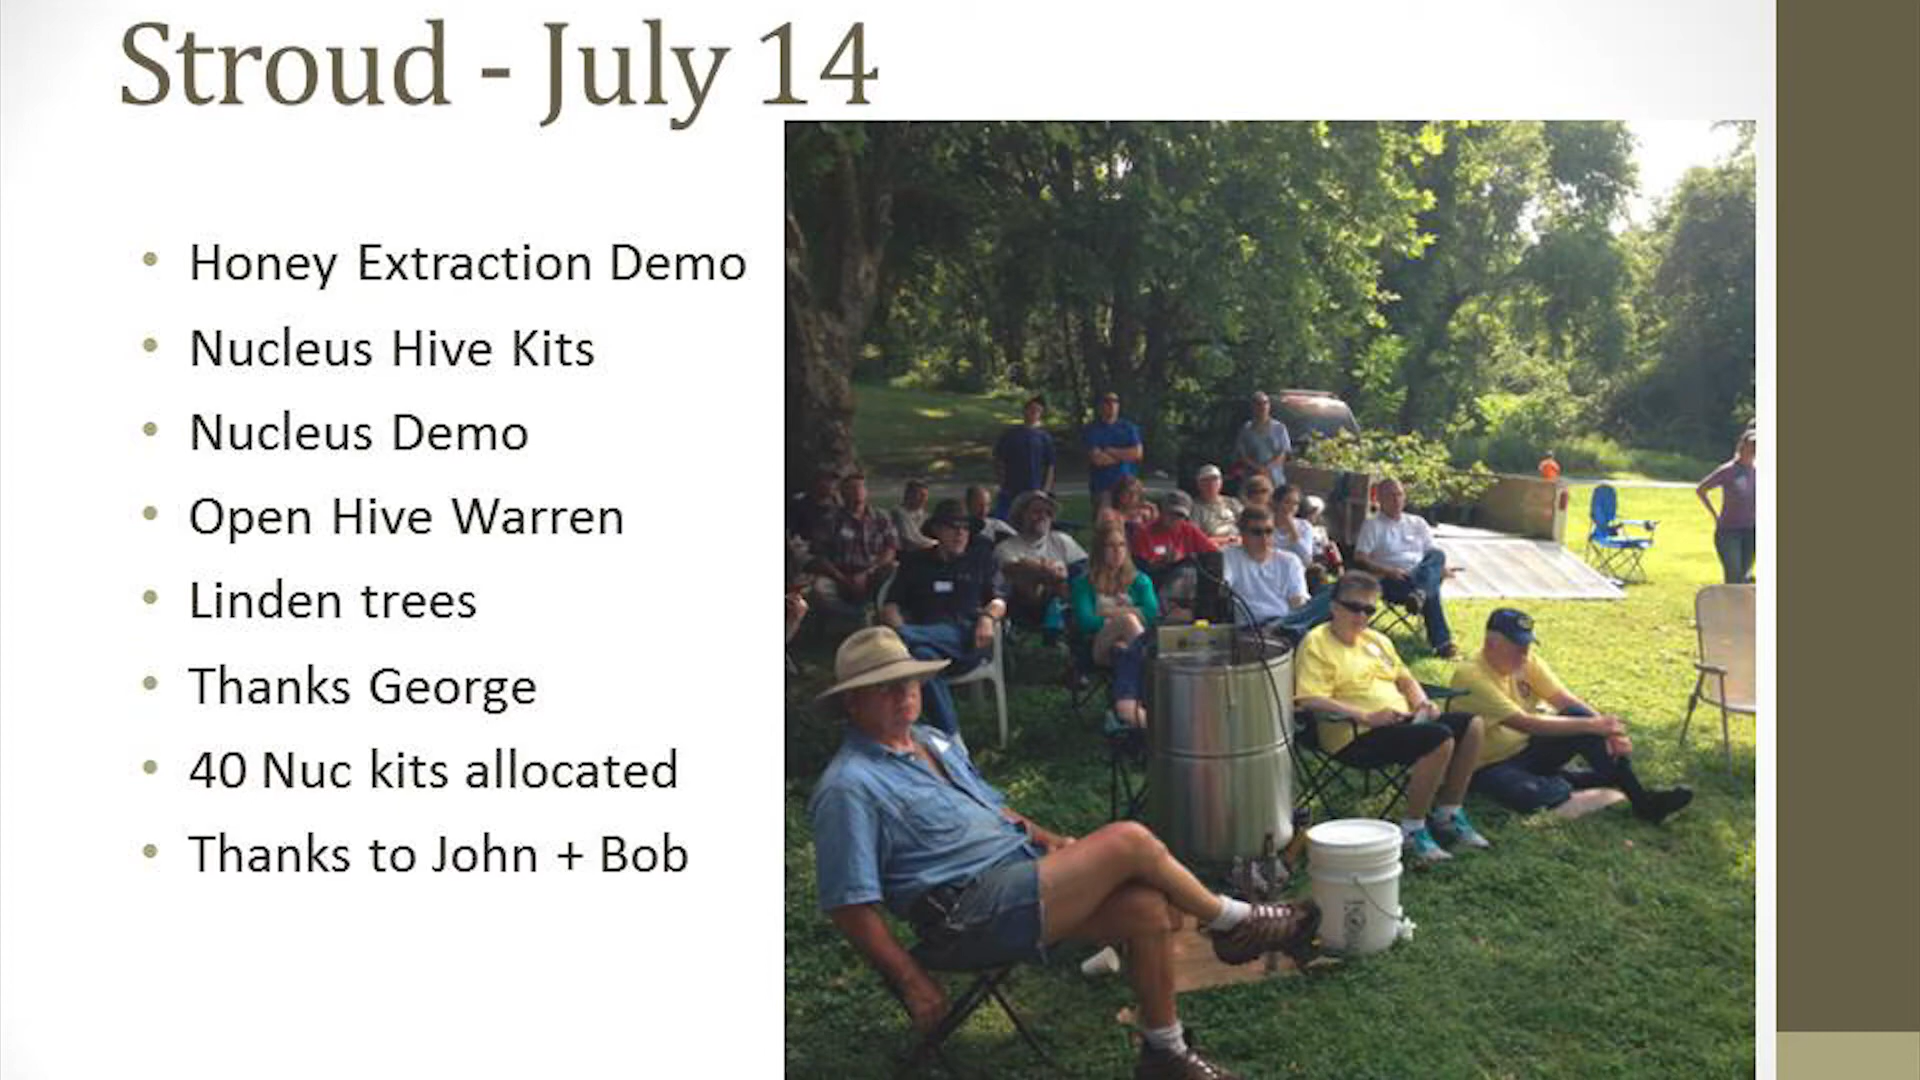 Stroud - July 14
Honey Extraction Demo
Nucleus Hive Kits
Nucleus Demo
Open Hive Warren
Linden trees
Thanks George
40 Nuc kits allocated
Thanks to John + Bob